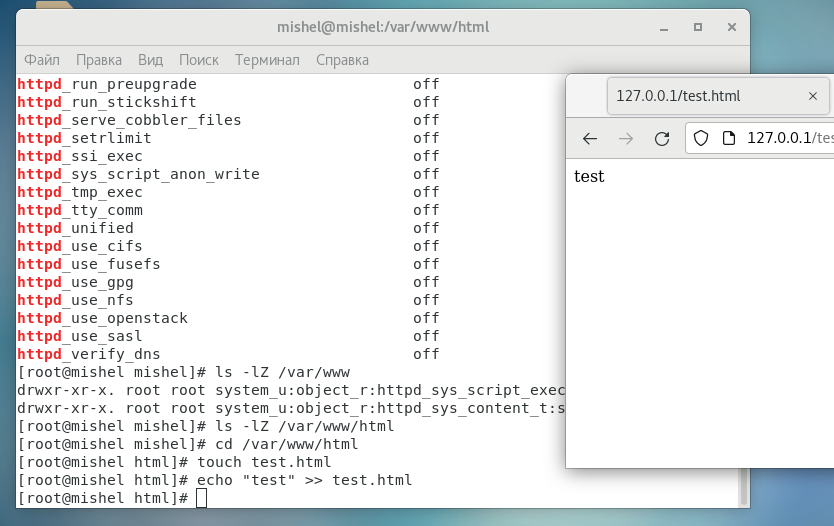 mishel@mishel:/var/www/html
Файл Правка Вид Поиск Терминал Справка
httpd_run_preupgrade off
httpd_run_stickshift off
httpd_serve_cobbler_files off
httpd_setrlimit off
httpd_ssi_exec off
httpd_sys_script_anon_write off
httpd_tmp_exec off
httpd_tty_comm off
httpd_unified off
httpd_use_cifs off
httpd_use_fusefs off
httpd_use_gpg off
httpd_use_nfs off
httpd_use_openstack off
httpd_use_sasl off
httpd_verify_dns off
[root@mishel mishel]# ls -lZ /var/www
drwxr-xr-x. root root system_u:object_r:httpd_sys_script_exec
drwxr-xr-x. root root system_u:object_r:httpd_sys_content_t:s
[root@mishel mishel]# ls -lZ /var/www/html
[root@mishel mishel]# cd /var/www/html
[root@mishel html]# touch test.html
[root@mishel html]# echo "test" >> test.html
[root@mishel html]#
127.0.0.1/test.html
127.0.0.1/tes
test